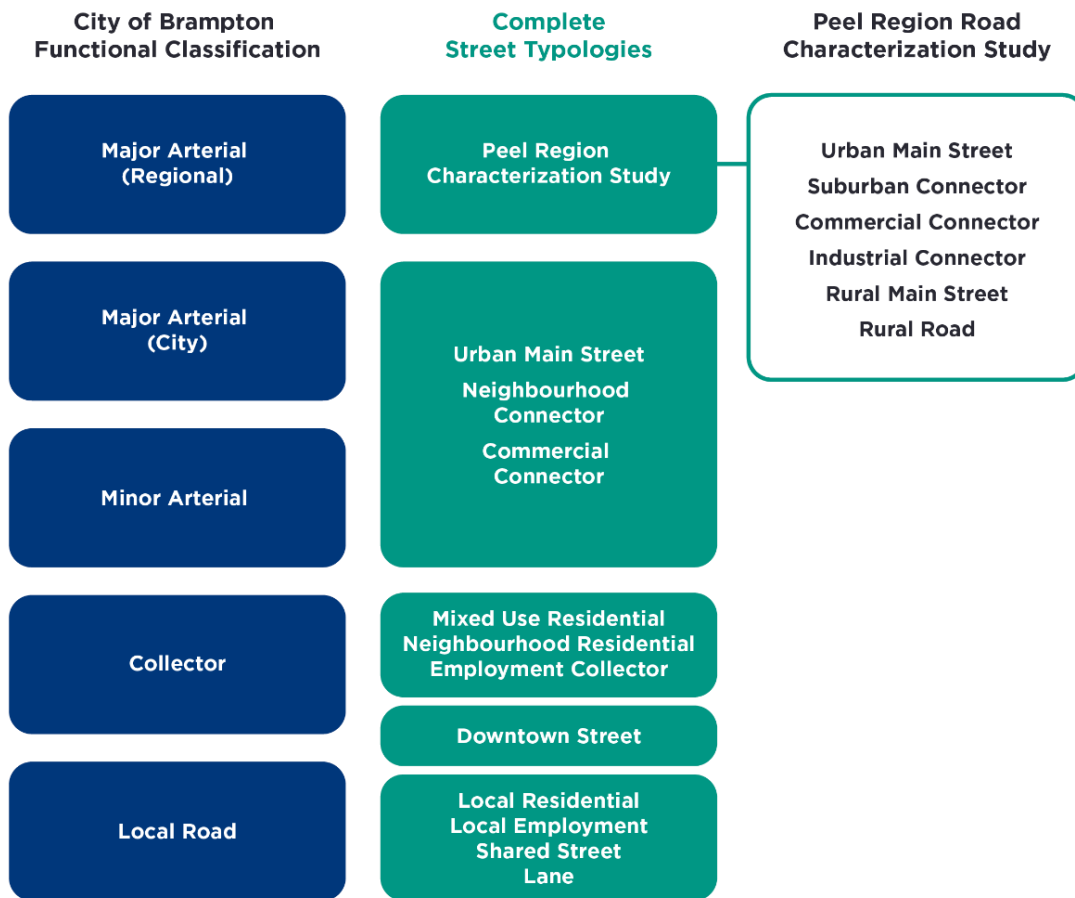 City of Brampton
Functional Classification
Complete
Street Typologies
Peel Region Road
Characterization Study
Major Arterial
(Regional)
Peel Region
Characterization Study
Urban Main Street
Suburban Connector
Commercial Connector
Industrial Connector
Rural Main Street
Rural Road
Major Arterial
(City)
Urban Main Street
Neighbourhood
Connector
Commercial
Connector
Minor Arterial
Collector
Mixed Use Residential
Neighbourhood Residential
Employment Collector
Downtown Street
Local Road
Local Residential
Local Employment
Shared Street
Lane